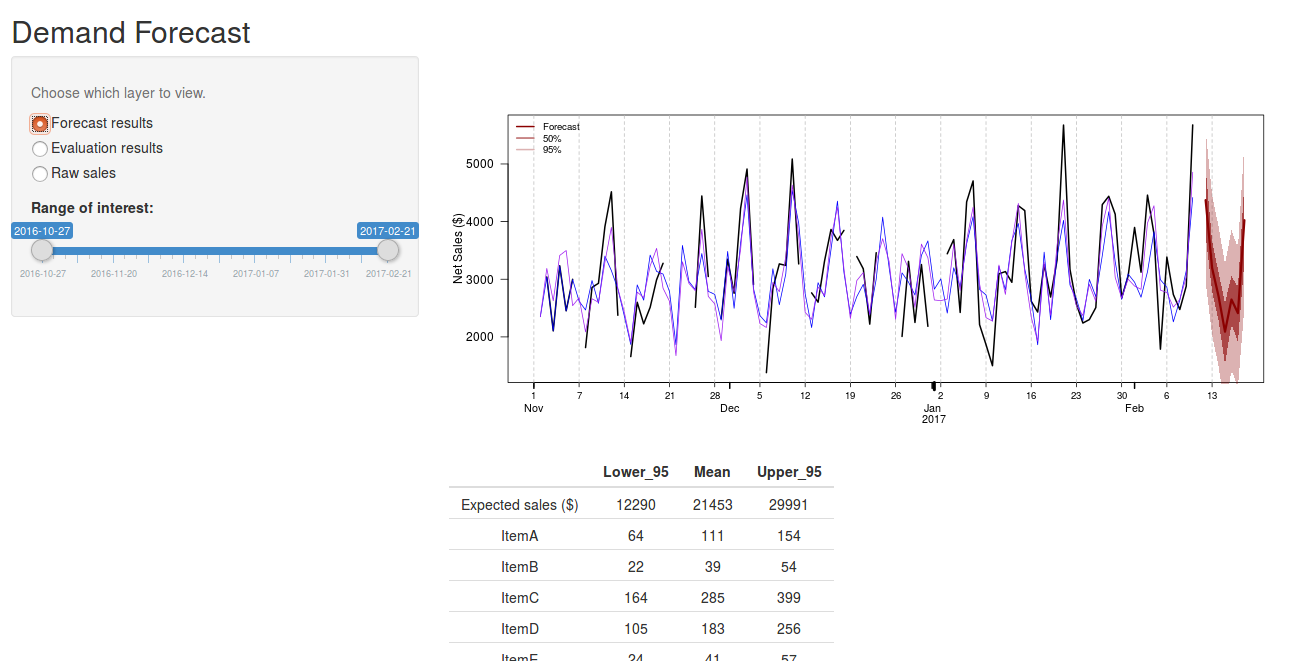 Demand Forecast
Choose which layer to view.
Forecast results
Evaluation results
Raw sales
Range of interest:
2016-10-27 2017-02-21
2016-10-27 2016-11-20 2016-12-14 2017-01-07 2017-01-31 2017-02-21
Forecast
50%
95%
Net Sales ($)
5000
4000
3000
2000
1 7 14 21 28 5 12 19 26 2 9 16 23 30 6 13
Nov Dec Jan Feb
2017
Lower_95 Mean Upper_95
Expected sales ($) 12290 21453 29991
ItemA 64 111 154
ItemB 22 39 54
ItemC 164 285 399
ItemD 105 183 256
ItemE 24 41 57